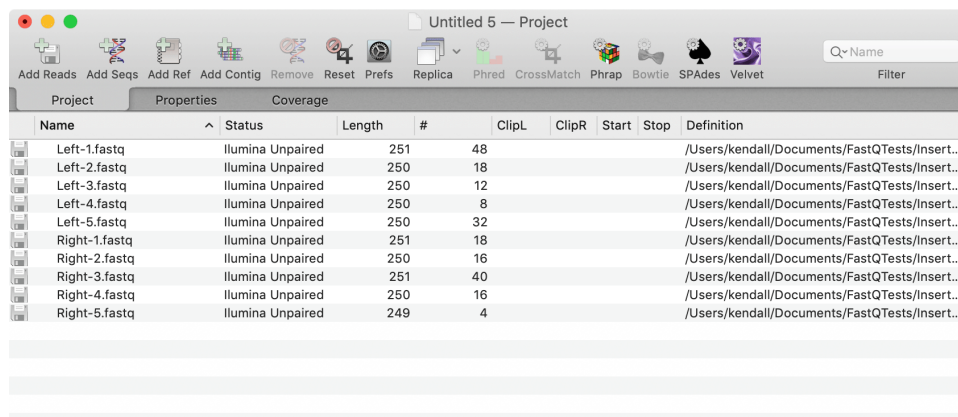 Untitled 5 — Project
Add Reads Add Seqs Add Ref Add Contig Remove Reset Prefs Replica Phred CrossMatch Phrap Bowtie SPAdes Velvet Name Filter
Project Properties Coverage
Name Status Length # ClipL ClipR Start Stop Definition
Left-1.fastq Ilumina Unpaired 251 48 /Users/kendall/Documents/FastQTests/Insert...
Left-2.fastq Ilumina Unpaired 250 18 /Users/kendall/Documents/FastQTests/Insert...
Left-3.fastq Ilumina Unpaired 250 12 /Users/kendall/Documents/FastQTests/Insert...
Left-4.fastq Ilumina Unpaired 250 8 /Users/kendall/Documents/FastQTests/Insert...
Left-5.fastq Ilumina Unpaired 250 32 /Users/kendall/Documents/FastQTests/Insert...
Right-1.fastq Ilumina Unpaired 251 18 /Users/kendall/Documents/FastQTests/Insert...
Right-2.fastq Ilumina Unpaired 250 16 /Users/kendall/Documents/FastQTests/Insert...
Right-3.fastq Ilumina Unpaired 251 40 /Users/kendall/Documents/FastQTests/Insert...
Right-4.fastq Ilumina Unpaired 250 16 /Users/kendall/Documents/FastQTests/Insert...
Right-5.fastq Ilumina Unpaired 249 4 /Users/kendall/Documents/FastQTests/Insert...